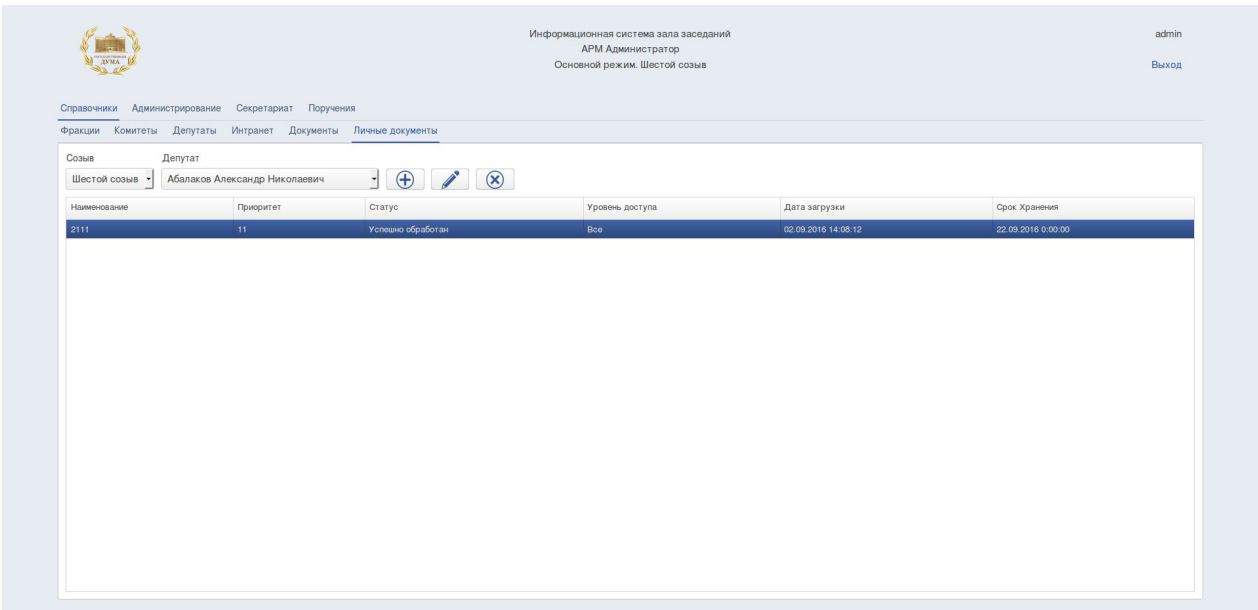 Информационная система зала заседаний
АРМ Администратор
Основной режим. Шестой созыв
admin
Выход
ГОСУДАРСТВЕННАЯ
ДУМА
Справочники Администрирование Секретариат Поручения
Фракции Комитеты Депутаты Интранет Документы Личные документы
Созыв Депутат
Шестой созыв Абалаков Александр Николаевич
Наименование Приоритет Статус Уровень доступа Дата загрузки Срок Хранения
2111 11 Успешно обработан Все 02.09.2016 14:08:12 22.09.2016 0:00:00